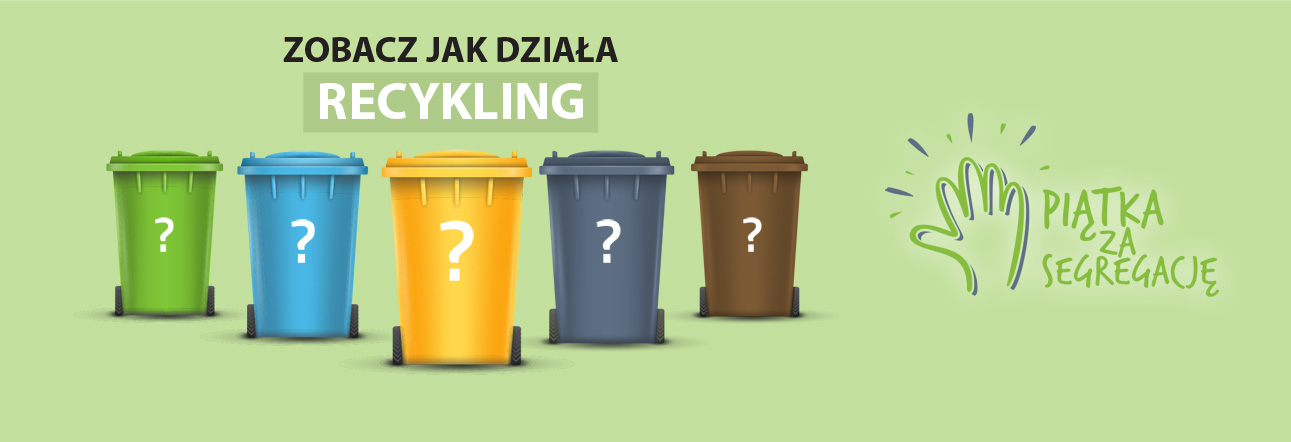 ZOBACZ JAK DZIAŁA
RECYKLING
? ? ? ? ?
PIĄTKA
ZA
SEGREGACJĘ